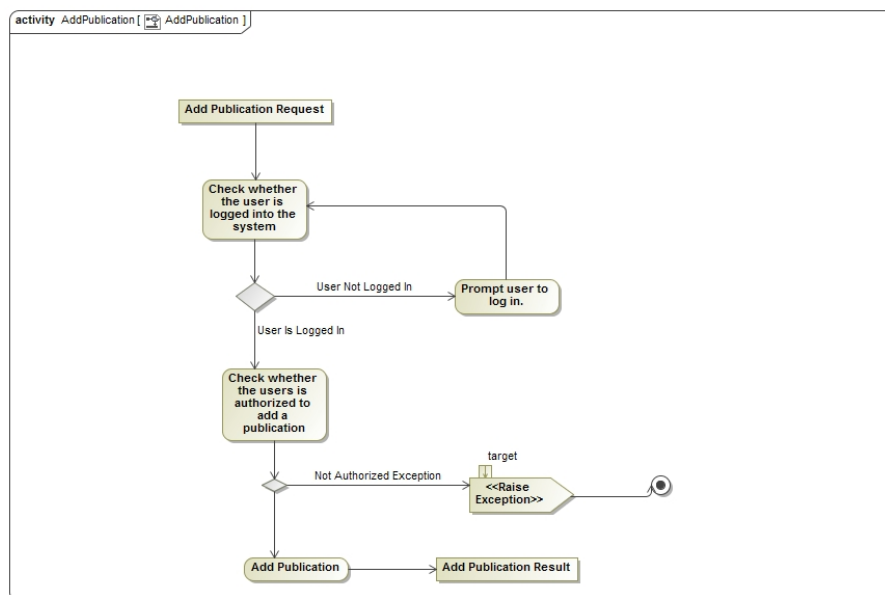 activity AddPublication [ AddPublication ]
Add Publication Request
Check whether
the user is
logged into the
system
User Not Logged In
Prompt user to
log in.
User Is Logged In
Check whether
the users is
authorized to
add a
publication
target
Not Authorized Exception
<<Raise
Exception>>
Add Publication
Add Publication Result